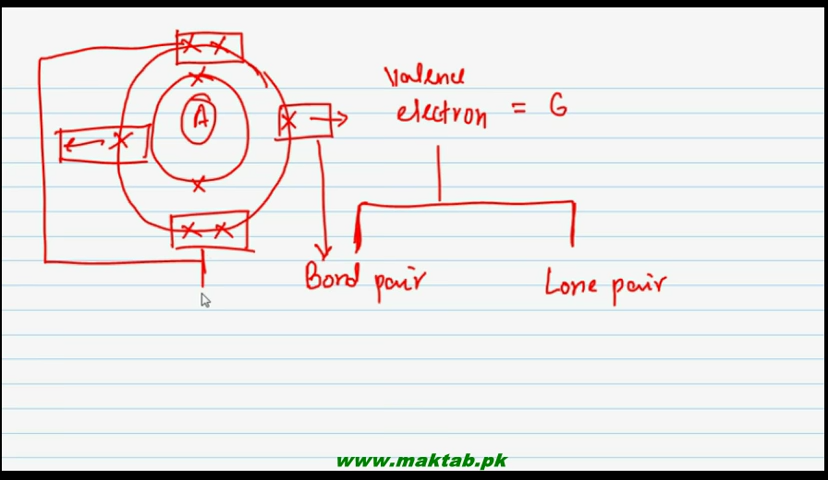 A
Valence
electron = 6
Bond pair
Lone pair
www.maktab.pk